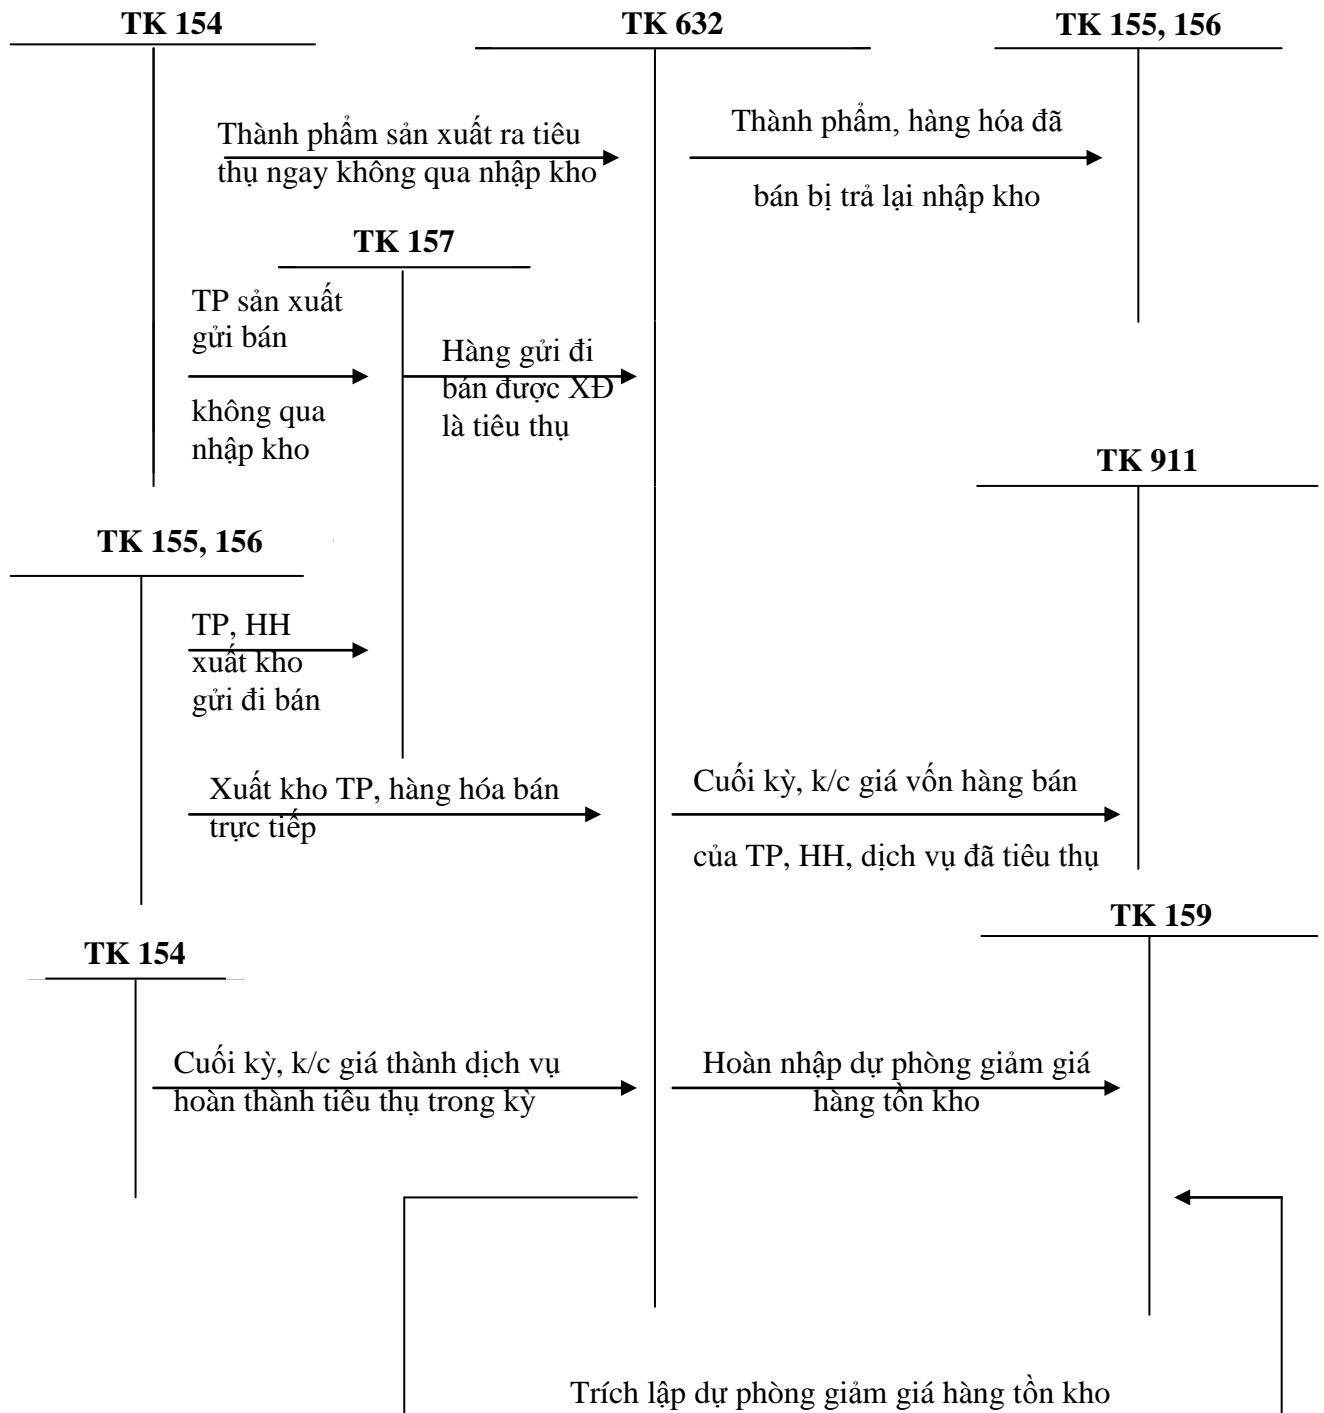 TK 154
TK 632
TK 155, 156
Thành phẩm sản xuất ra tiêu
thụ ngay không qua nhập kho
Thành phẩm, hàng hóa đã
bán bị trả lại nhập kho
TK 157
TP sản xuất
gửi bán
không qua
nhập kho
Hàng gửi đi
bán được XĐ
là tiêu thụ
TK 911
TK 155, 156
TP, HH
xuất kho
gửi đi bán
Xuất kho TP, hàng hóa bán
trực tiếp
Cuối kỳ, k/c giá vốn hàng bán
của TP, HH, dịch vụ đã tiêu thụ
TK 159
TK 154
Cuối kỳ, k/c giá thành dịch vụ
hoàn thành tiêu thụ trong kỳ
Hoàn nhập dự phòng giảm giá
hàng tồn kho
Trích lập dự phòng giảm giá hàng tồn kho